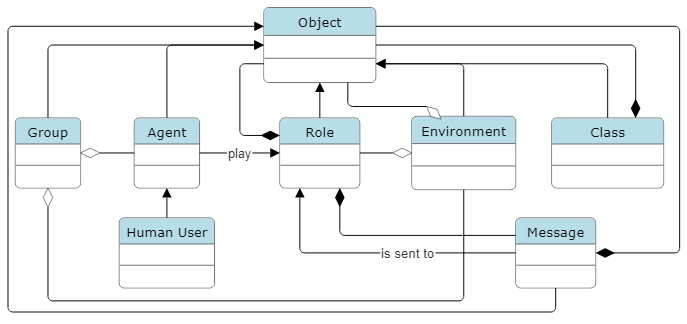 Object
Group
Agent
Role
Environment
Class
play
Human User
Message
is sent to